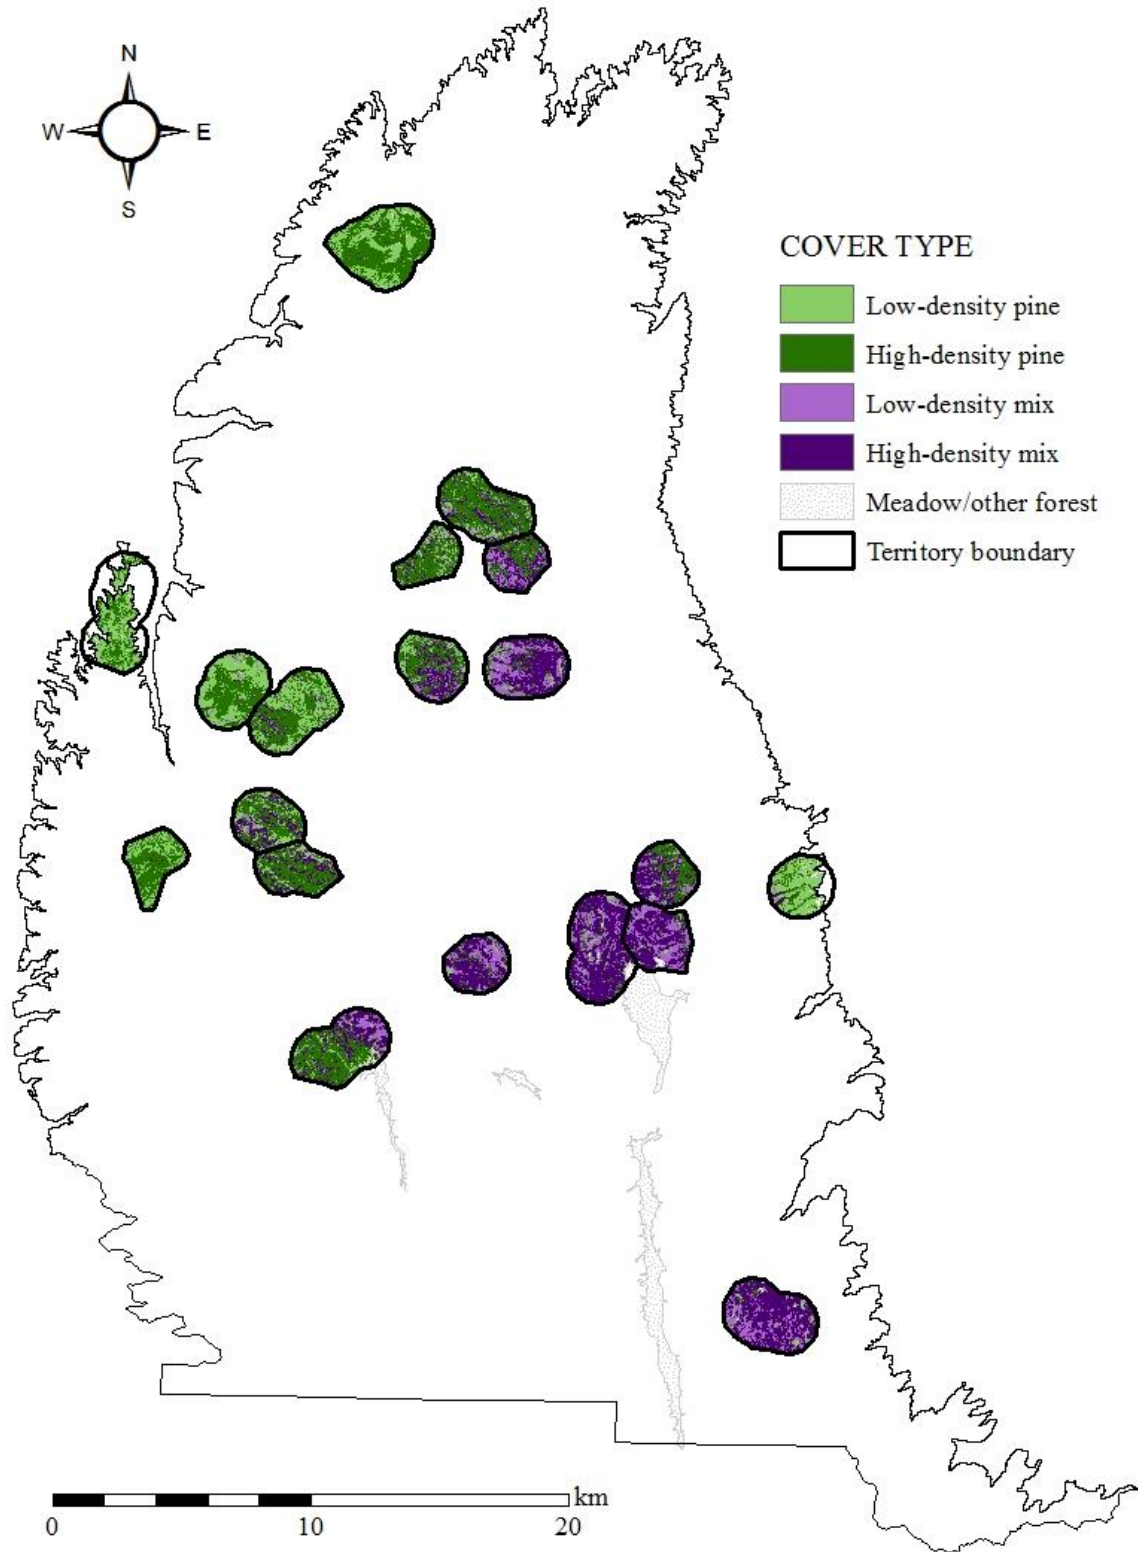 N
W E
S
COVER TYPE
Low-density pine
High-density pine
Low-density mix
High-density mix
Meadow/other forest
Territory boundary
km
0 10 20